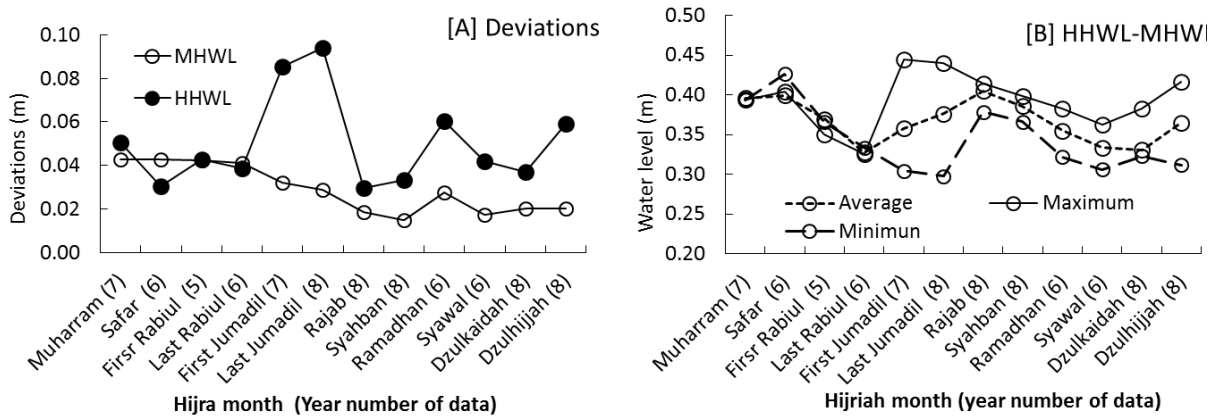 [A] Deviations
MHWL
HHWL
Deviations (m)
0.10
0.08
0.06
0.04
0.02
0.00
Muharram (7)
Safar (6)
Firsr Rabiul (5)
Last Rabiul (6)
First Jumadil (7)
Last Jumadil (8)
Rajab (8)
Syahban (8)
Ramadhan (6)
Syawal (6)
Dzulkaidah (8)
Dzulhijjah (8)
Hijra month (Year number of data)
[B] HHWL-MHWL
Water level (m)
0.50
0.45
0.40
0.35
0.30
0.25
0.20
Average
Maximum
Minimun
Muharram (7)
Safar (6)
Firsr Rabiul (5)
Last Rabiul (6)
First Jumadil (7)
Last Jumadil (8)
Rajab (8)
Syahban (8)
Ramadhan (6)
Syawal (6)
Dzulkaidah (8)
Dzulhijjah (8)
Hijriah month (year number of data)